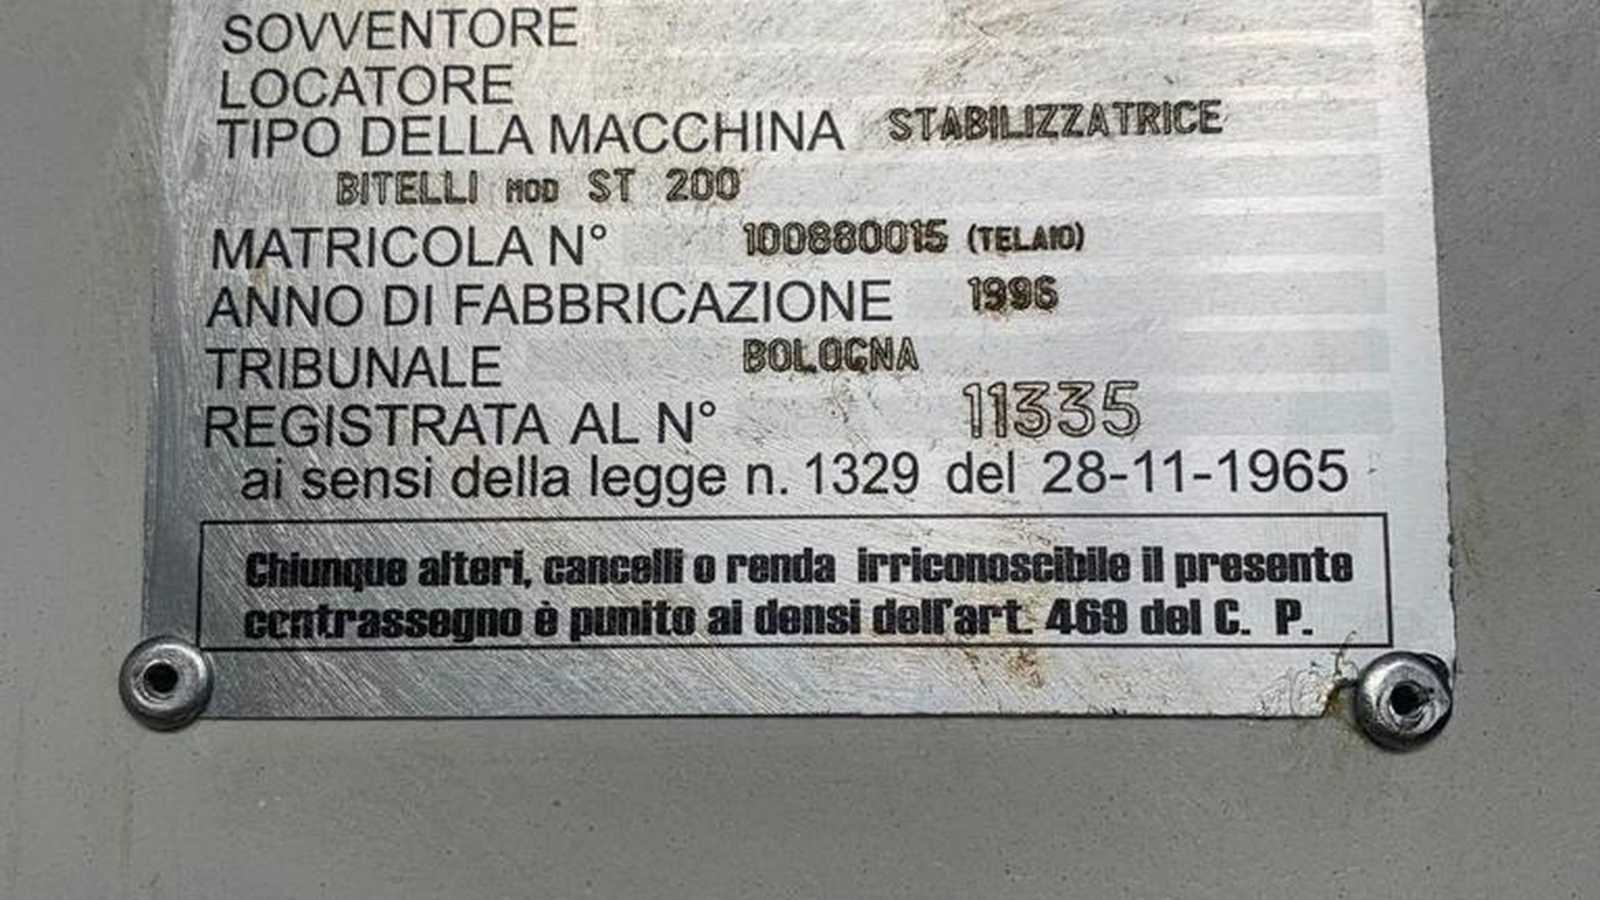 SOVVENTORE
LOCATORE
TIPO DELLA MACCHINA STABILIZZATRICE
BITELLI MOD ST 200
MATRICOLA N° 100880015 (TELAIO)
ANNO DI FABBRICAZIONE 1996
TRIBUNALE BOLOGNA
REGISTRATA AL N° 11335
ai sensi della legge n. 1329 del 28-11-1965
Chiunque alteri, cancelli o renda irriconoscibile il presente
contrassegno è punito ai densi dell'art. 469 del C. P.